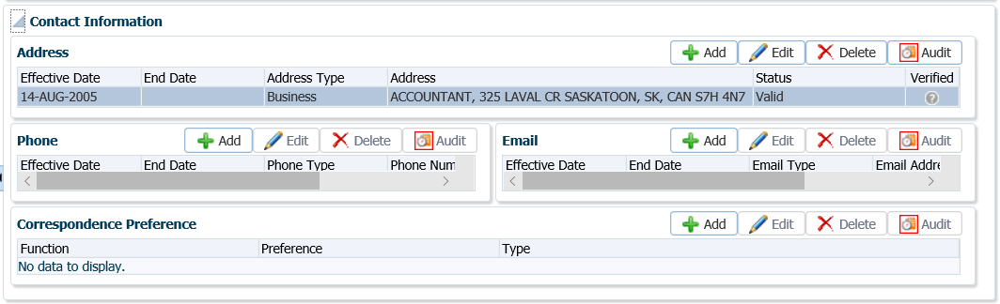 Contact Information
Address Add Edit Delete Audit
Effective Date End Date Address Type Address Status Verified
14-AUG-2005 Business ACCOUNTANT, 325 LAVAL CR SASKATOON, SK, CAN S7H 4N7 Valid ?
Phone Add Edit Delete Audit
Effective Date End Date Phone Type Phone Num
Email Add Edit Delete Audit
Effective Date End Date Email Type Email Addre
Correspondence Preference Add Edit Delete Audit
Function Preference Type
No data to display.